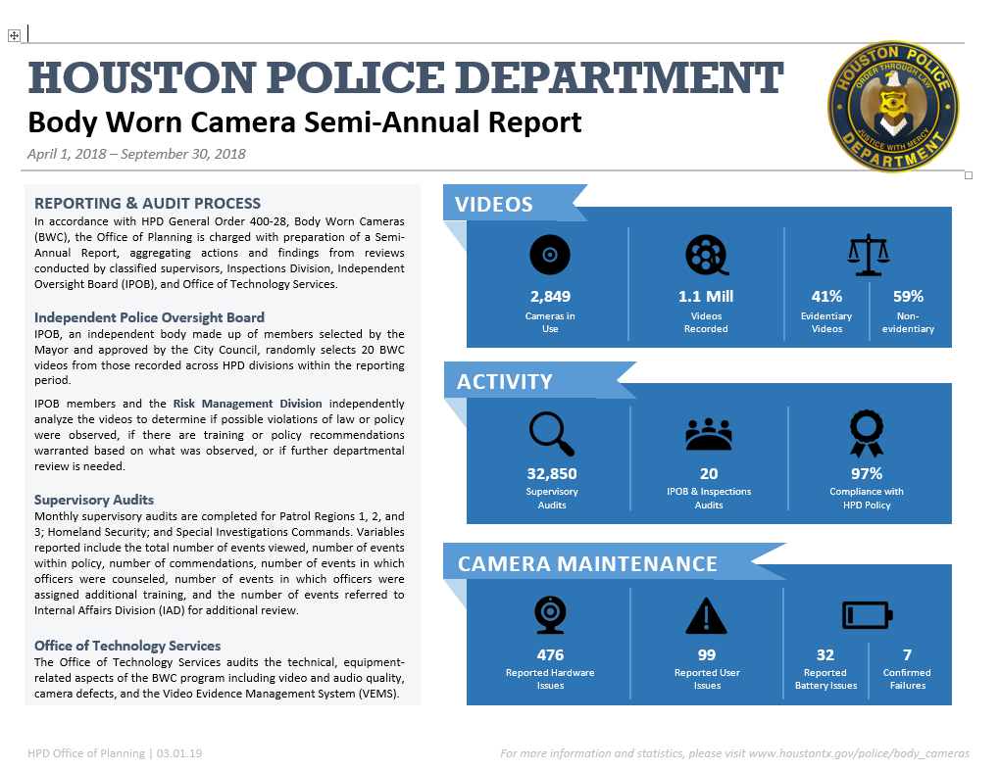 HOUSTON POLICE DEPARTMENT
Body Worn Camera Semi-Annual Report
April 1, 2018 – September 30, 2018
HOUSTON POLICE
ORDER THROUGH LAW
JUSTICE WITH MERCY
DEPARTMENT
REPORTING & AUDIT PROCESS
In accordance with HPD General Order 400-28, Body Worn Cameras
(BWC), the Office of Planning is charged with preparation of a Semi-
Annual Report, aggregating actions and findings from reviews
conducted by classified supervisors, Inspections Division, Independent
Oversight Board (IPOB), and Office of Technology Services.
Independent Police Oversight Board
IPOB, an independent body made up of members selected by the
Mayor and approved by the City Council, randomly selects 20 BWC
videos from those recorded across HPD divisions within the reporting
period.
IPOB members and the Risk Management Division independently
analyze the videos to determine if possible violations of law or policy
were observed, if there are training or policy recommendations
warranted based on what was observed, or if further departmental
review is needed.
Supervisory Audits
Monthly supervisory audits are completed for Patrol Regions 1, 2, and
3; Homeland Security; and Special Investigations Commands. Variables
reported include the total number of events viewed, number of events
within policy, number of commendations, number of events in which
officers were counseled, number of events in which officers were
assigned additional training, and the number of events referred to
Internal Affairs Division (IAD) for additional review.
Office of Technology Services
The Office of Technology Services audits the technical, equipment-
related aspects of the BWC program including video and audio quality,
camera defects, and the Video Evidence Management System (VEMS).
VIDEOS
2,849
Cameras in
Use
1.1 Mill
Videos
Recorded
41%
Evidentiary
Videos
59%
Non-
evidentiary
ACTIVITY
32,850
Supervisory
Audits
20
IPOB & Inspections
Audits
97%
Compliance with
HPD Policy
CAMERA MAINTENANCE
476
Reported Hardware
Issues
99
Reported User
Issues
32
Reported
Battery Issues
7
Confirmed
Failures
HPD Office of Planning | 03.01.19
For more information and statistics, please visit www.houstontx.gov/police/body_cameras